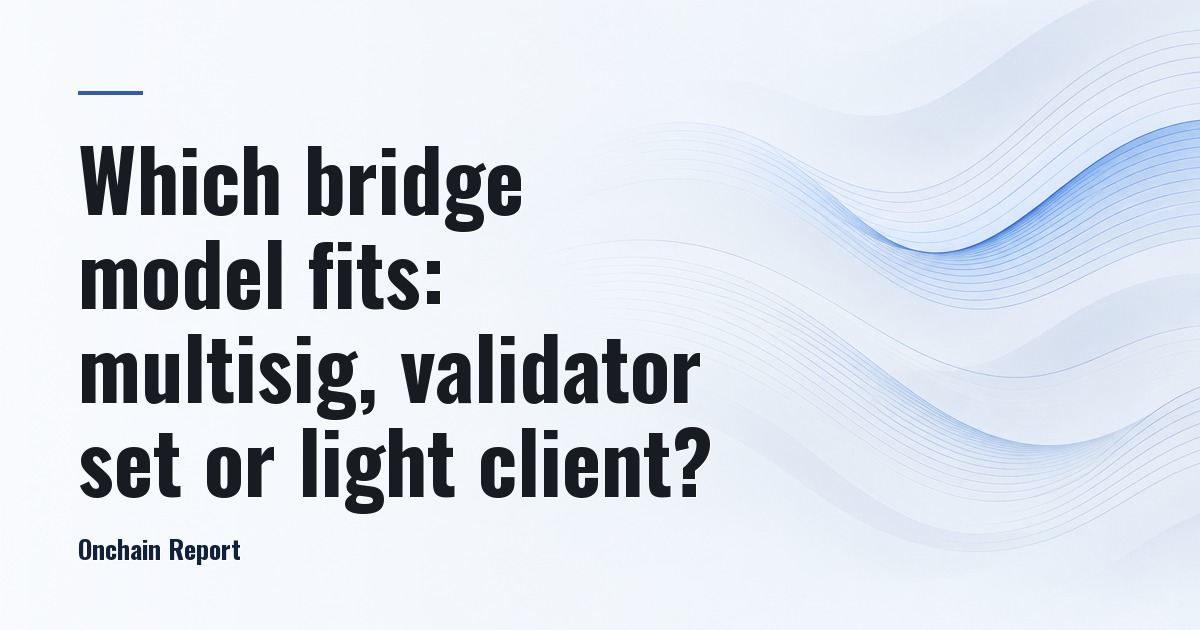 Which bridge
model fits:
multisig, validator
set or light client?
Onchain Report